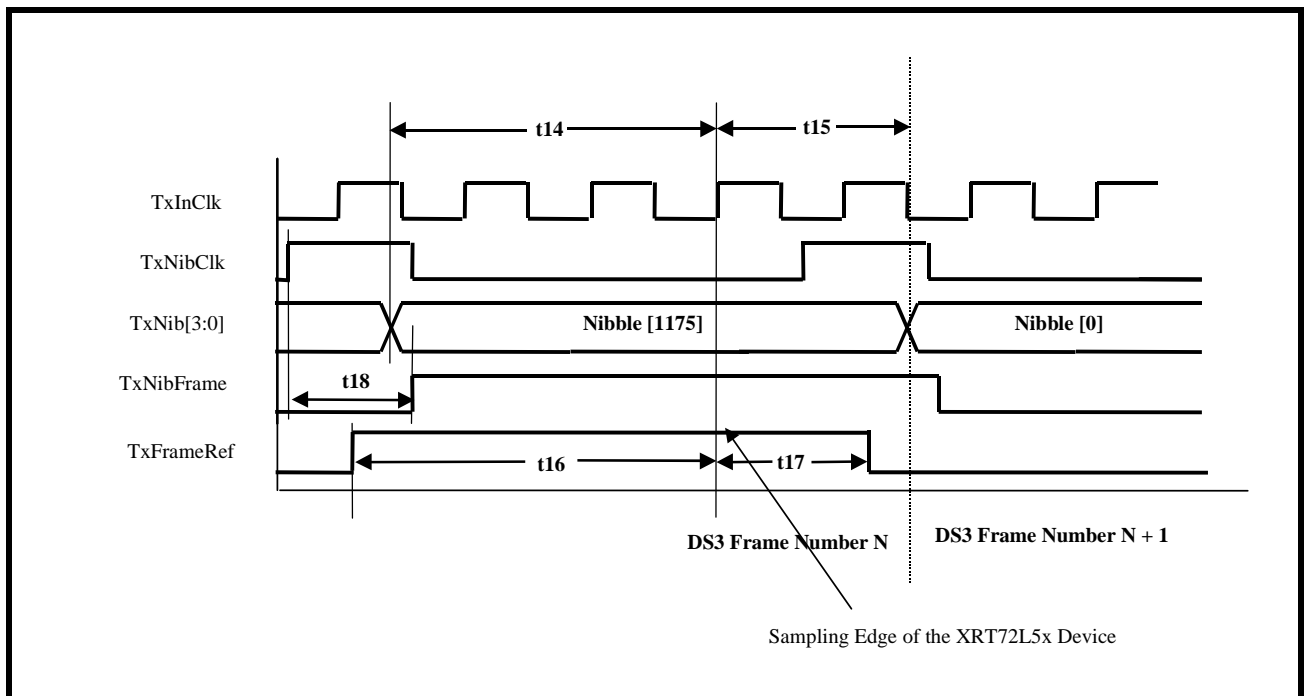 t14
t15
TxInClk
TxNibClk
TxNib[3:0]
Nibble [1175]
Nibble [0]
TxNibFrame
t18
TxFrameRef
t16
t17
DS3 Frame Number N
DS3 Frame Number N + 1
Sampling Edge of the XRT72L5x Device